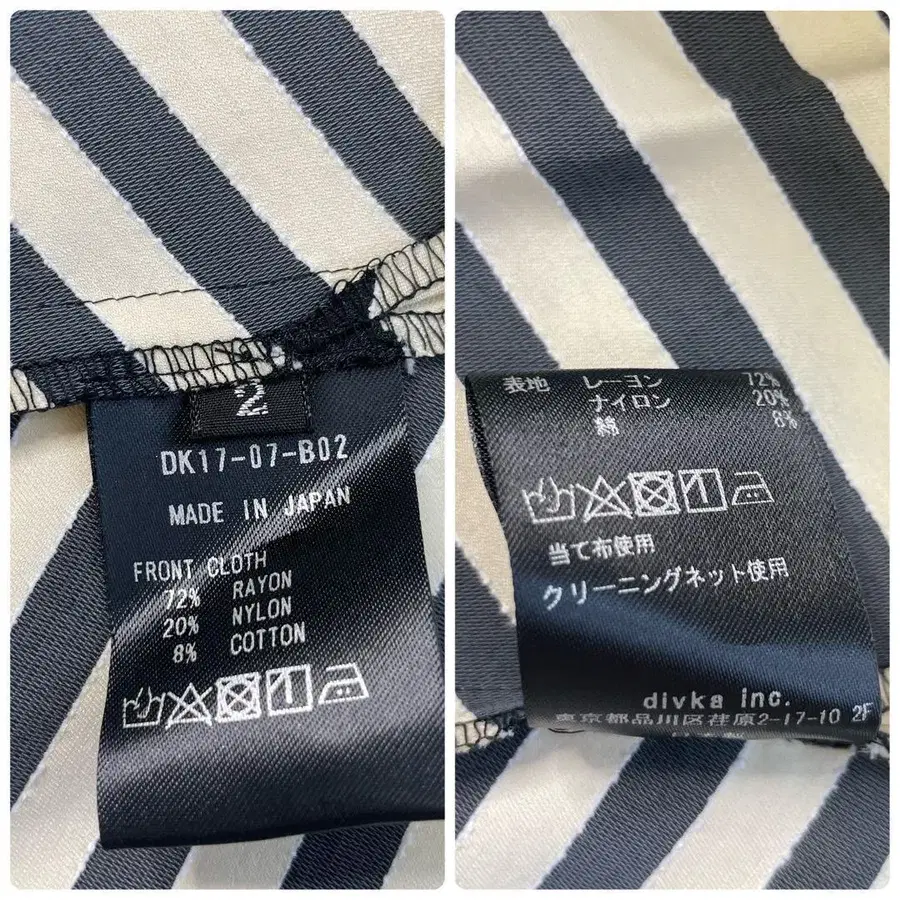 2
DK17-07-B02
MADE IN JAPAN
FRONT CLOTH
72% RAYON
20% NYLON
8% COTTON
表地 レーヨン 72%
ナイロン 20%
綿 8%
当て布使用
クリーニングネット使用
divka inc.
東京都品川区荏原2-17-10 2F